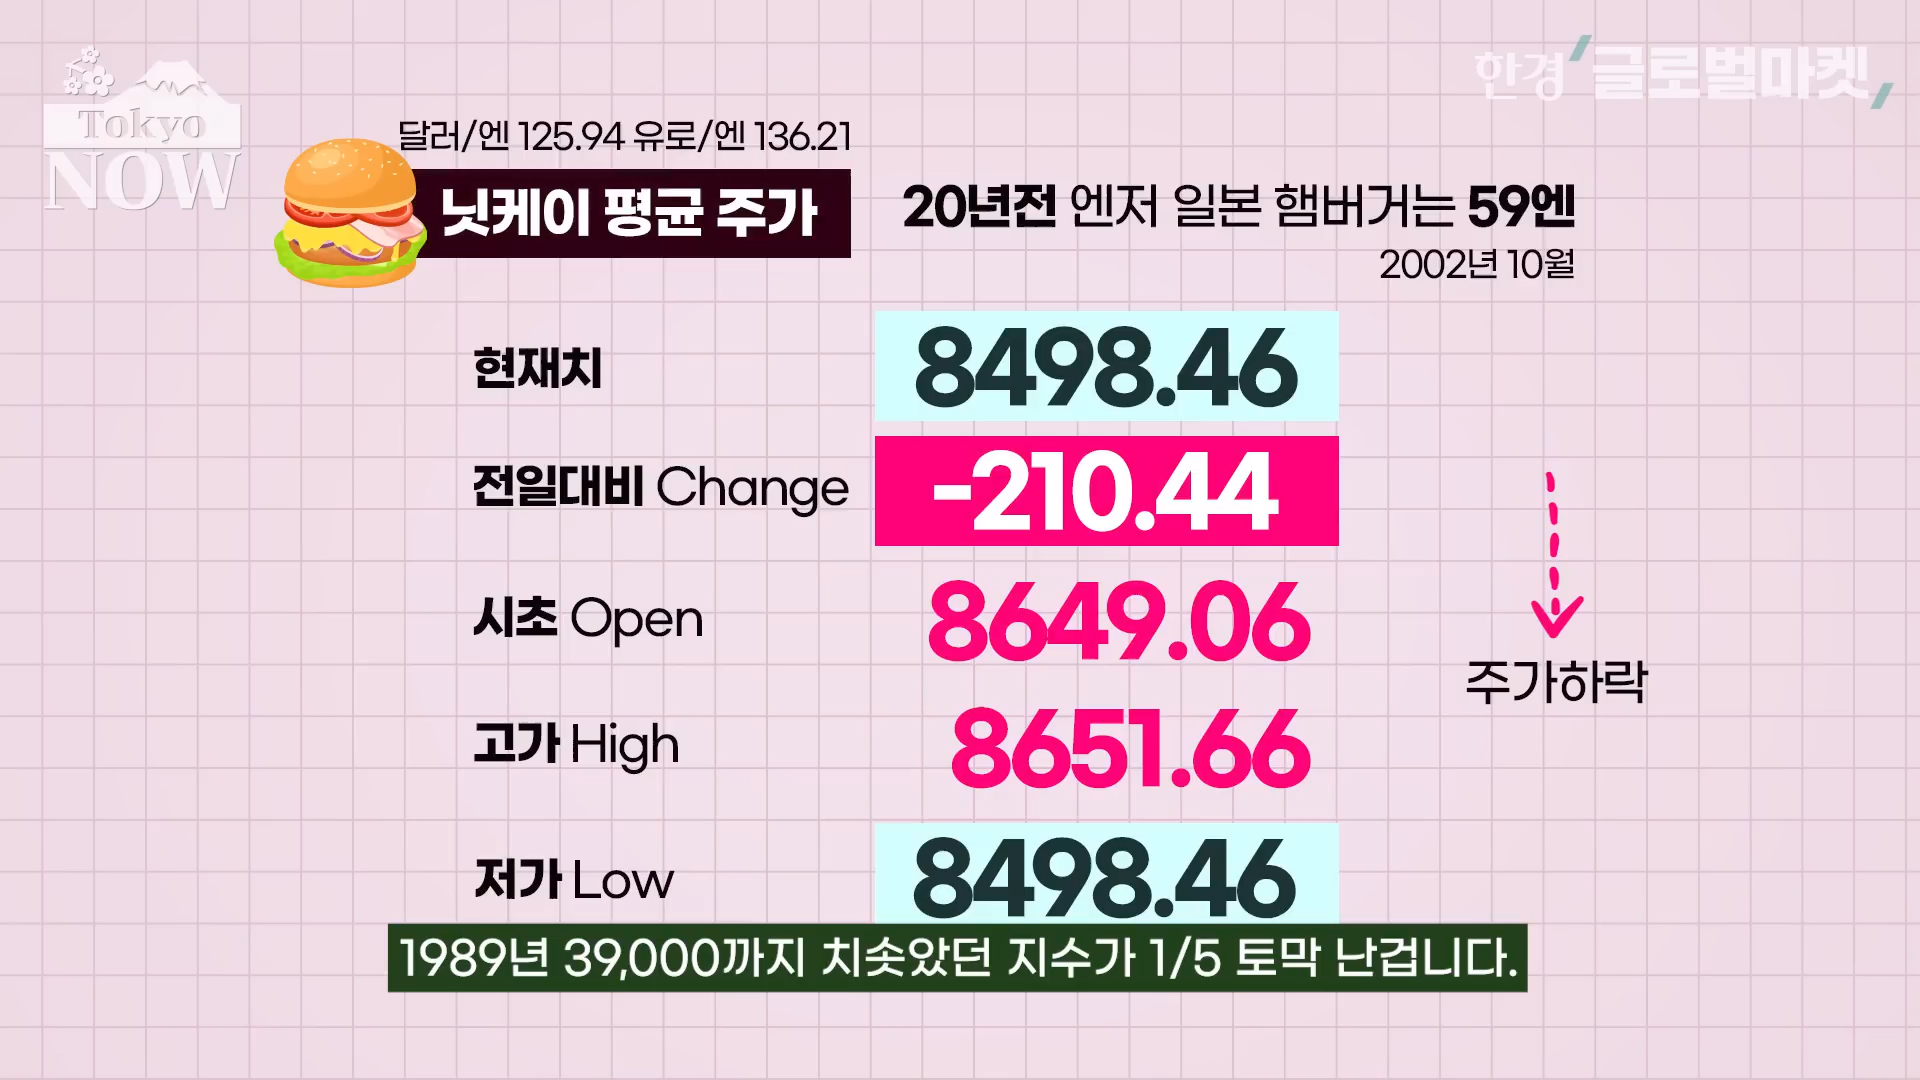 Tokyo
NOW
한경 글로벌마켓
달러/엔 125.94 유로/엔 136.21
닛케이 평균 주가
20년전 엔저 일본 햄버거는 59엔
2002년 10월
현재치 8498.46
전일대비 Change -210.44
시초 Open 8649.06
고가 High 8651.66
저가 Low 8498.46
주가하락
1989년 39,000까지 치솟았던 지수가 1/5 토막 난겁니다.